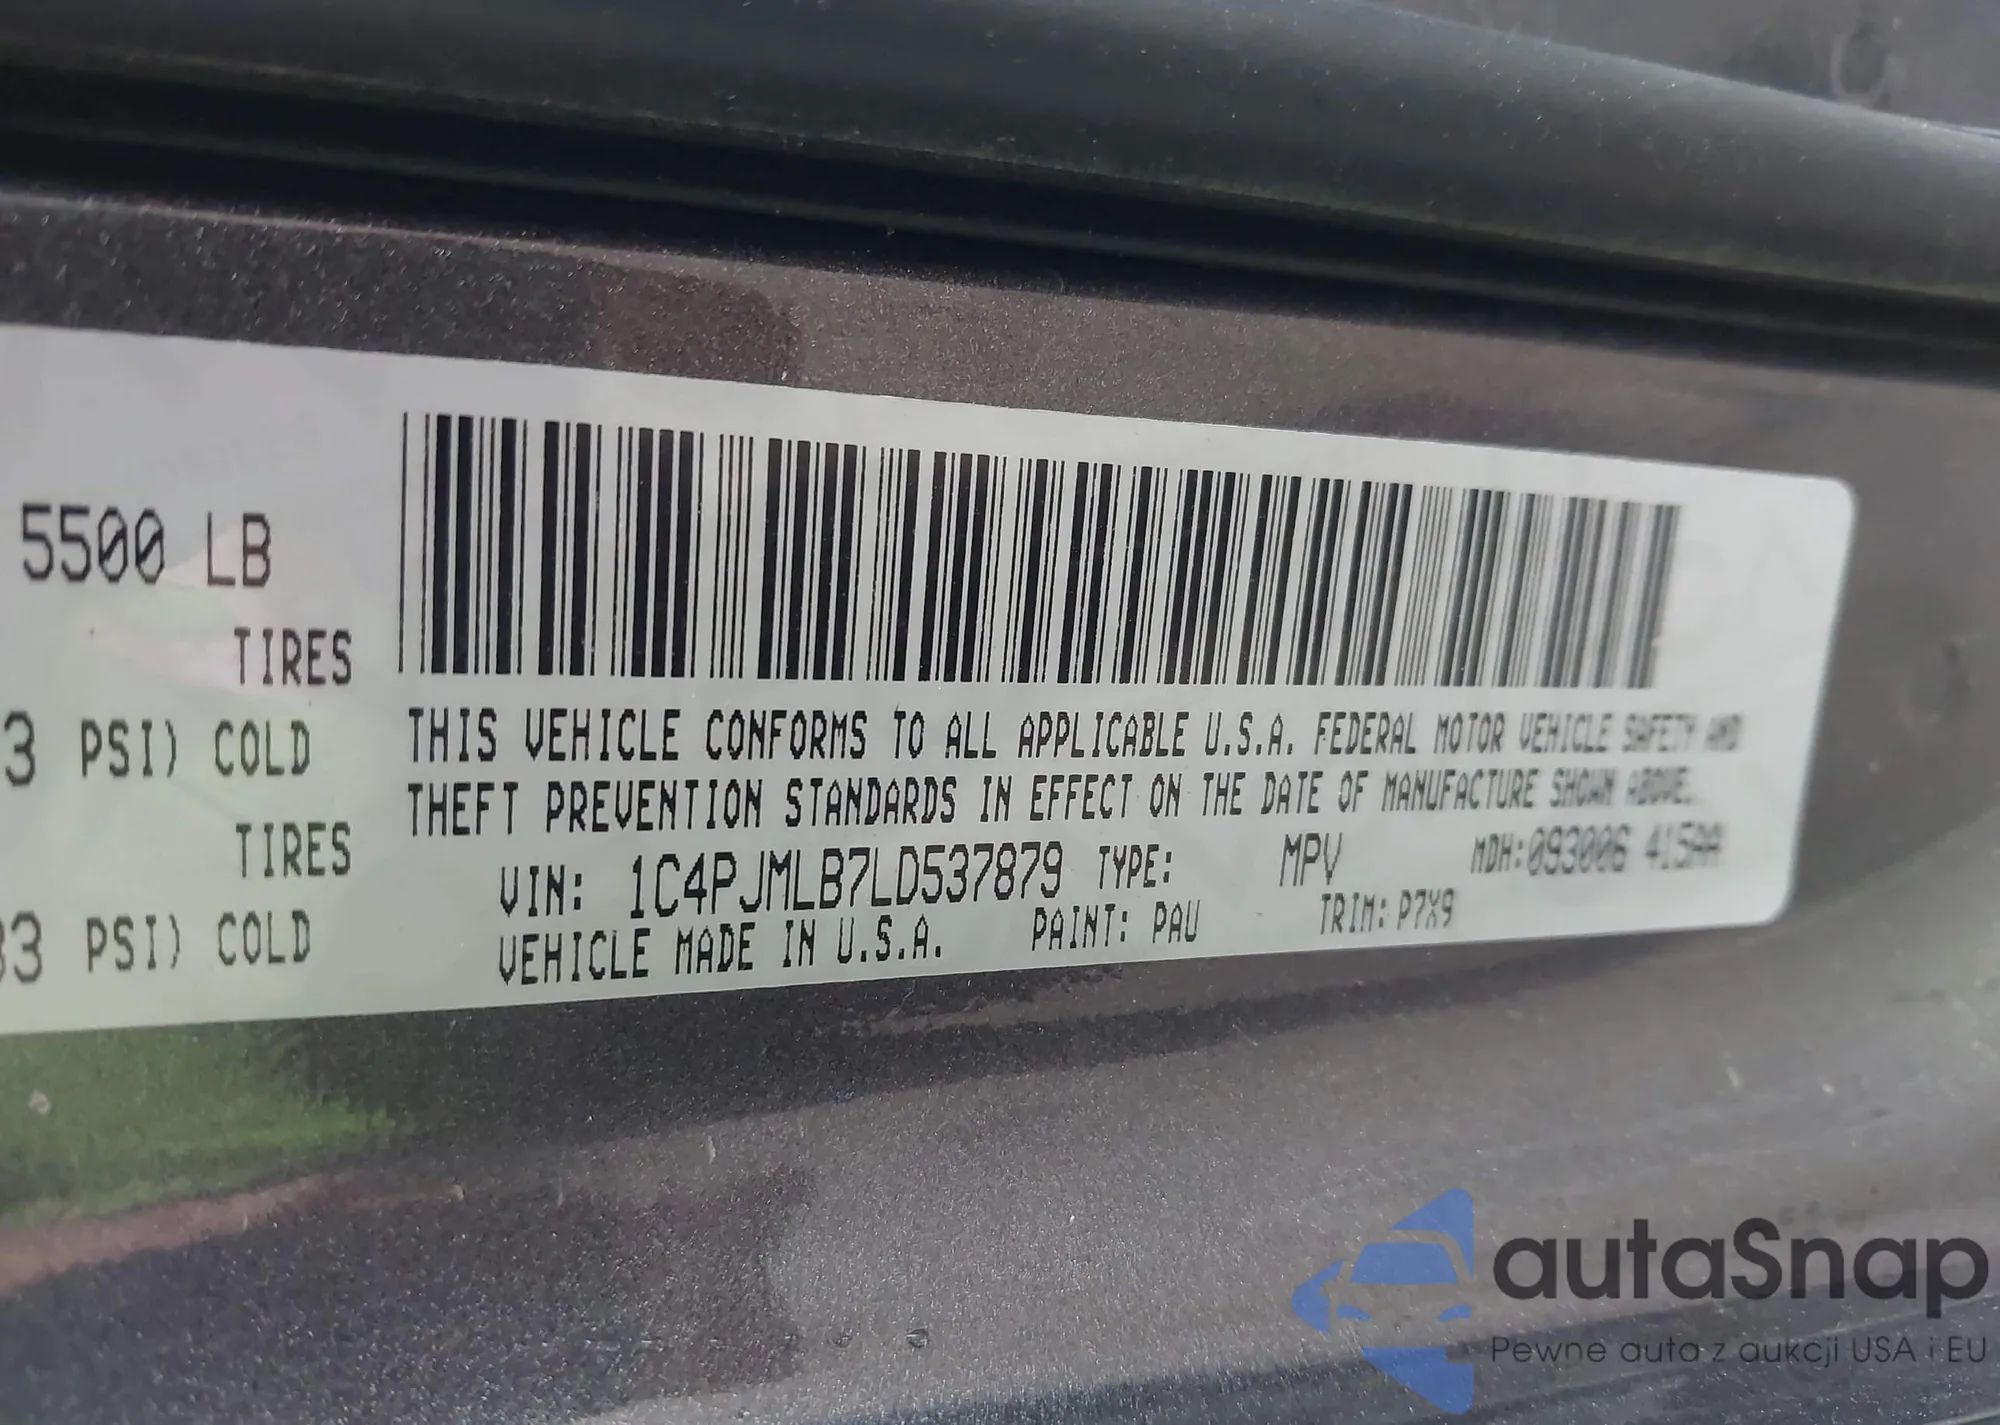 5500 LB
TIRES
3 PSI) COLD
TIRES
33 PSI) COLD
THIS VEHICLE CONFORMS TO ALL APPLICABLE U.S.A. FEDERAL MOTOR VEHICLE SAFETY AND
THEFT PREVENTION STANDARDS IN EFFECT ON THE DATE OF MANUFACTURE SHOWN ABOVE.
VIN: 1C4PJMLB7LD537879 TYPE: MPV MDH:093006 415AA
VEHICLE MADE IN U.S.A. PAINT: PAU TRIM: P7X9
autaSnap
Pewne auta z aukcji USA i EU